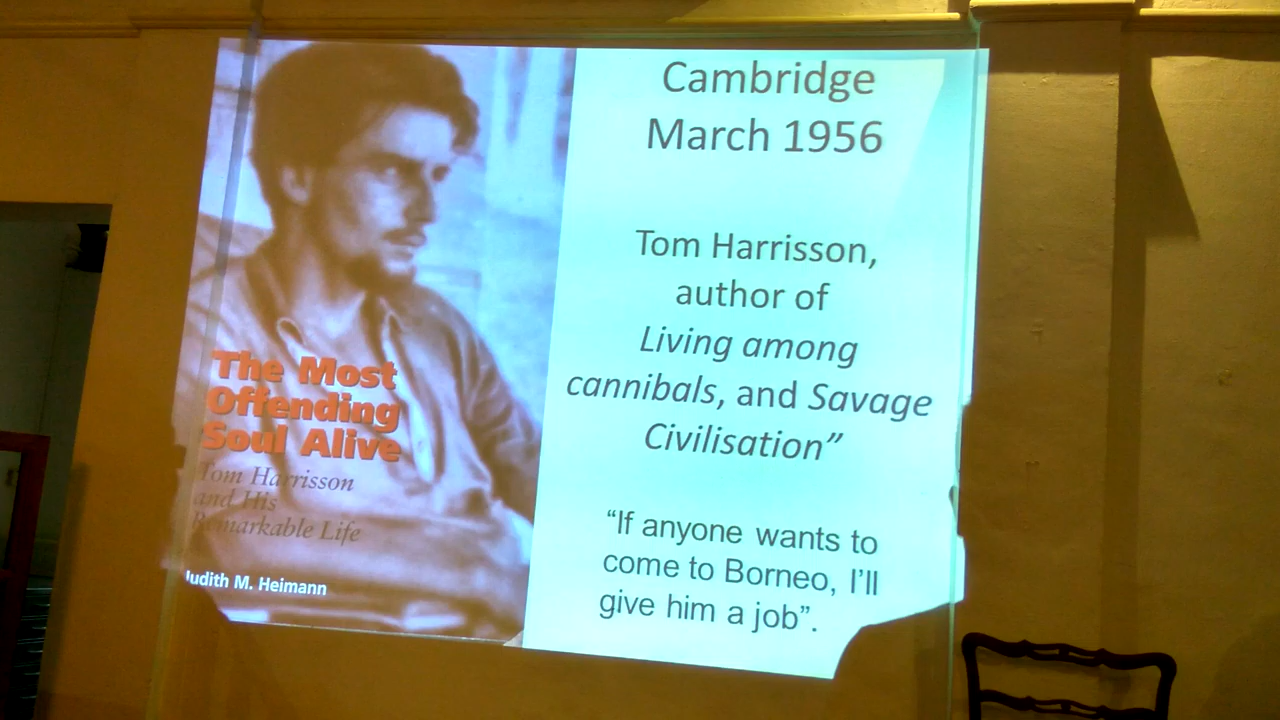 The Most
Offending
Soul Alive
Tom Harrisson
and His
Remarkable Life
Judith M. Heimann
Cambridge
March 1956
Tom Harrisson,
author of
Living among
cannibals, and Savage
Civilisation”
“If anyone wants to
come to Borneo, I’ll
give him a job”.